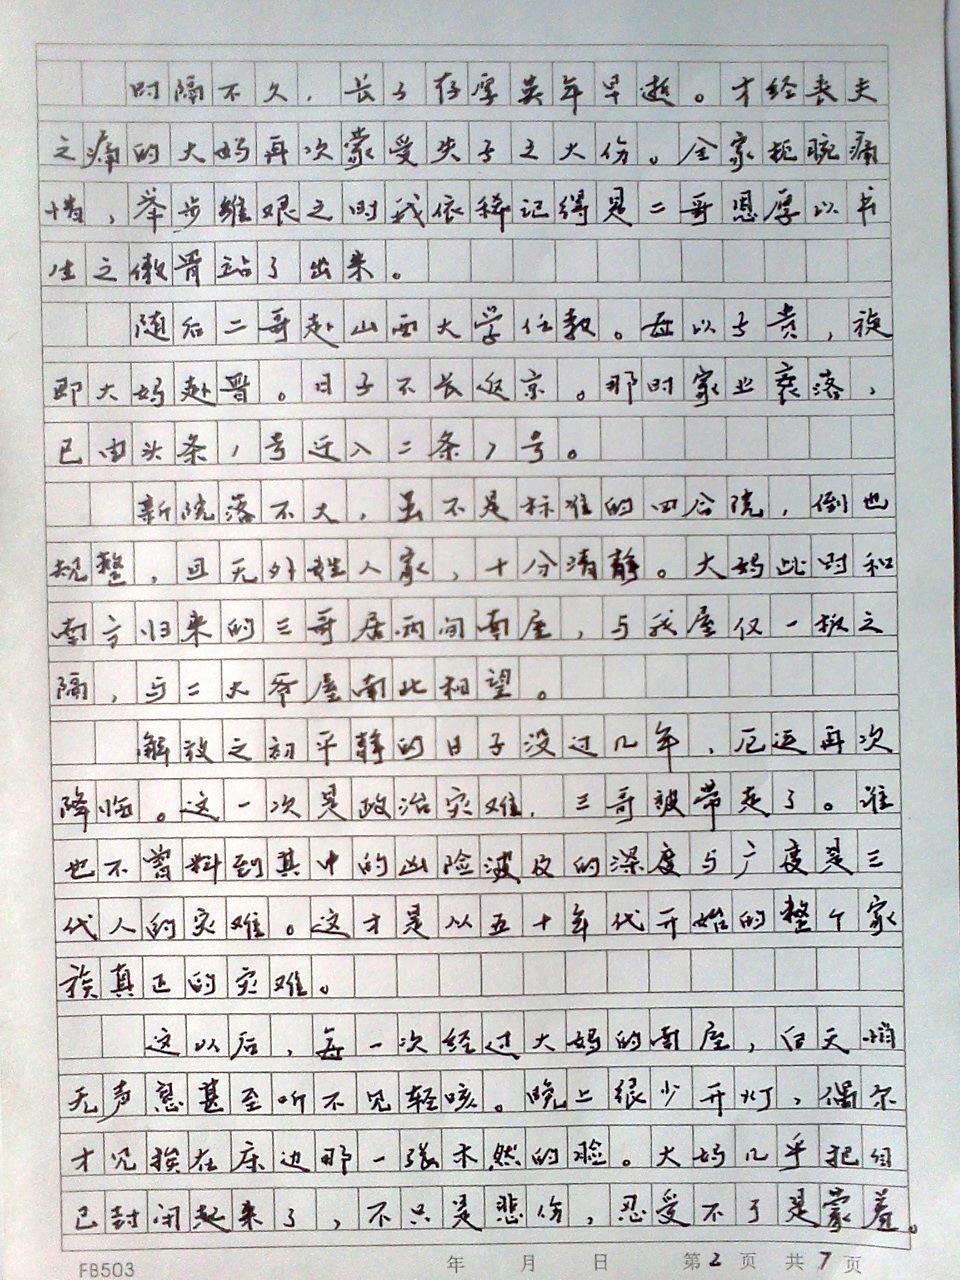 时隔不久，长子存厚英年早逝。才经丧夫
之痛的大妈再次蒙受失子之大伤。全家扼腕痛
惜，举步维艰之时我依稀记得是二哥恩厚以书
生之傲骨站了出来。
随后二哥赴山西大学任教。母以子贵，旋
即大妈赴晋。日子不长返京。那时家业衰落，
已由头条1号迁入二条7号。
新院落不大，虽不是标准的四合院，倒也
规整，且无外姓人家，十分清静。大妈此时和
南方归来的三哥居两间南屋，与我屋仅一板之
隔，与二大爷屋南北相望。
解放之初平静的日子没过几年，厄运再次
降临。这一次是政治灾难，三哥被带走了。谁
也不曾料到其中的凶险波及的深度与广度是三
代人的灾难。这才是从五十年代开始的整个家
族真正的灾难。
这以后，每一次经过大妈的南屋，白天悄
无声息甚至听不见轻咳。晚上很少开灯，偶尔
才见挨在床边那一张木然的脸。大妈几乎把自
己封闭起来了，不只是悲伤，忍受不了是蒙羞。
FB503 年 月 日 第2页 共7页